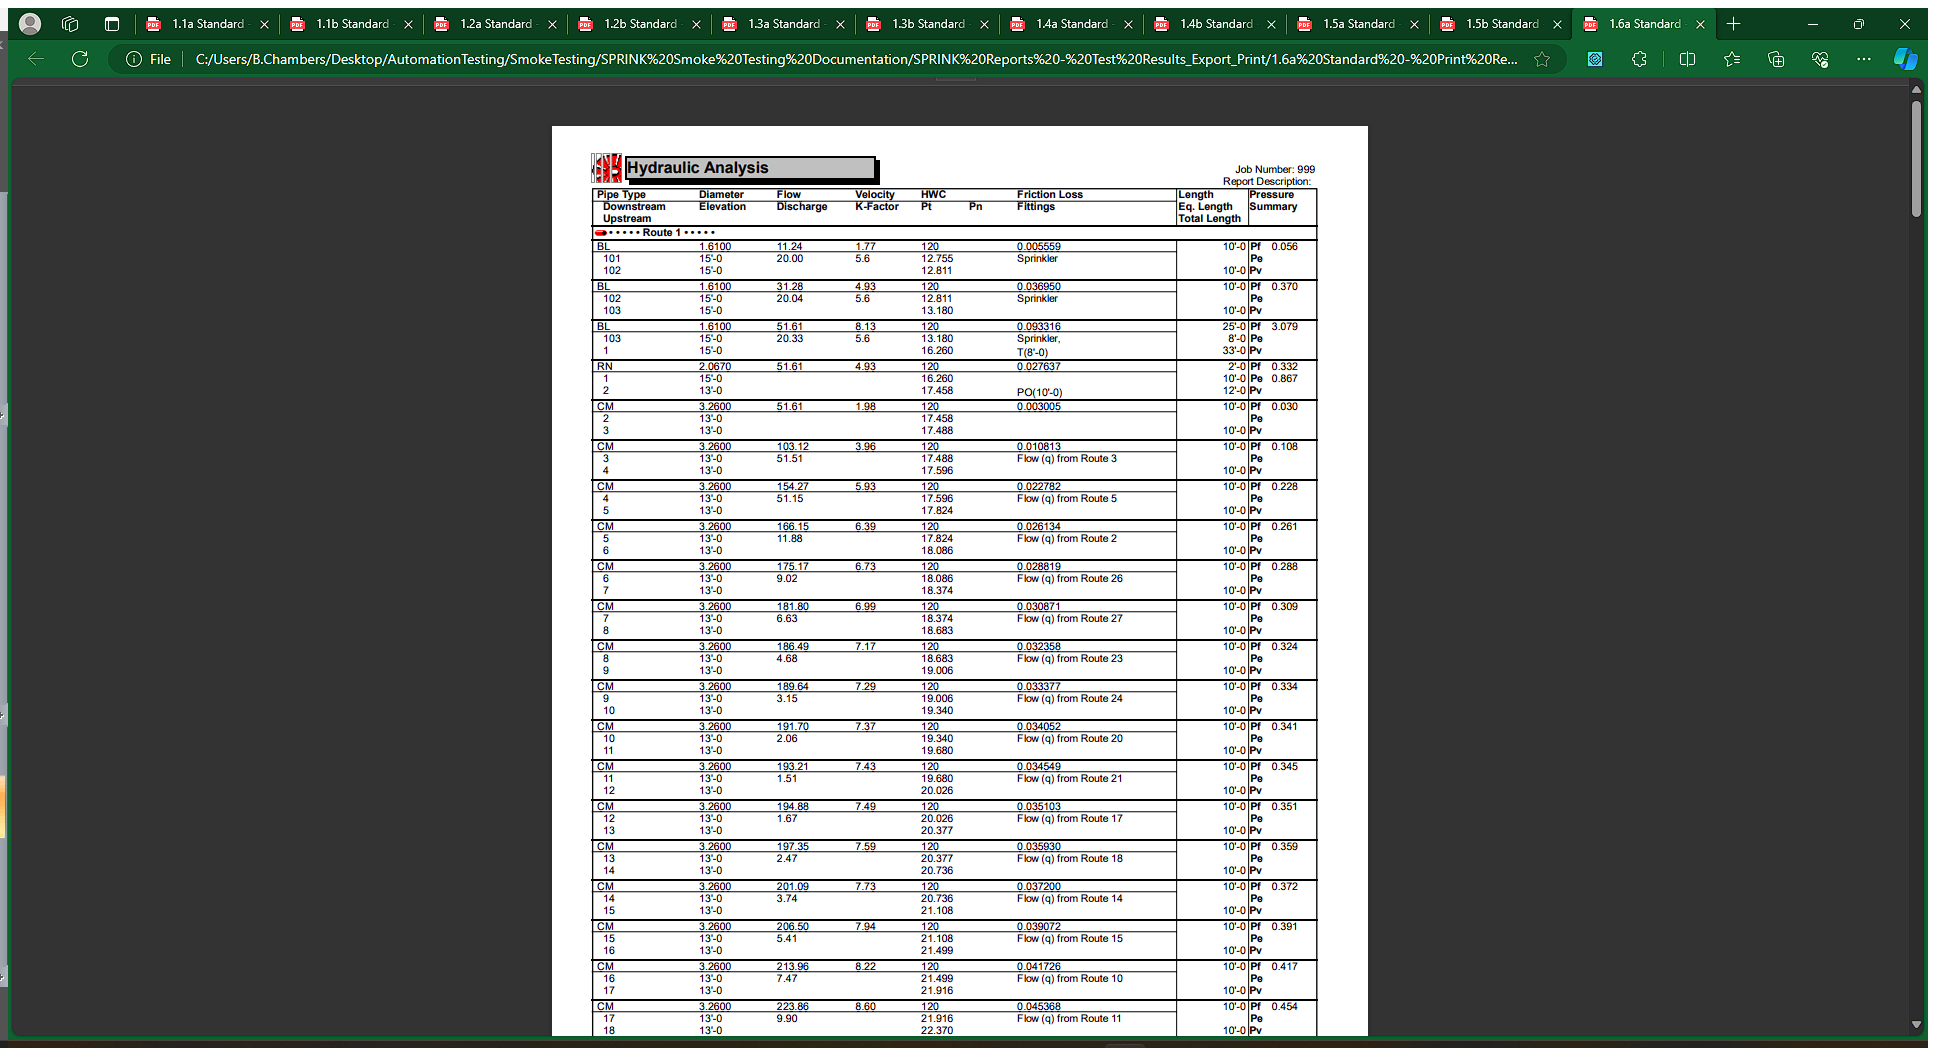 1.1a Standard 1.1b Standard 1.2a Standard 1.2b Standard 1.3a Standard 1.3b Standard 1.4a Standard 1.4b Standard 1.5a Standard 1.5b Standard 1.6a Standard
File C:/Users/B.Chambers/Desktop/AutomationTesting/SmokeTesting/SPRINK%20Smoke%20Testing%20Documentation/SPRINK%20Reports%20-%20Test%20Results_Export_Print/1.6a%20Standard%20-%20Print%20Re...
Hydraulic Analysis
Job Number: 999
Report Description:
Pipe Type Diameter Flow Velocity HWC Friction Loss Length Pressure
Downstream Elevation Discharge K-Factor Pt Pn Fittings Eq. Length Summary
Upstream Total Length
• • • • • Route 1 • • • • •
BL 1.6100 11.24 1.77 120 0.005559 10'-0 Pf 0.056
101 15'-0 20.00 5.6 12.755 Sprinkler Pe
102 15'-0 12.811 10'-0 Pv
BL 1.6100 31.28 4.93 120 0.036950 10'-0 Pf 0.370
102 15'-0 20.04 5.6 12.811 Sprinkler Pe
103 15'-0 13.180 10'-0 Pv
BL 1.6100 51.61 8.13 120 0.093316 25'-0 Pf 3.079
103 15'-0 20.33 5.6 13.180 Sprinkler, 8'-0 Pe
1 15'-0 16.260 T(8'-0) 33'-0 Pv
RN 2.0670 51.61 4.93 120 0.027637 2'-0 Pf 0.332
1 15'-0 16.260 10'-0 Pe 0.867
2 13'-0 17.458 PO(10'-0) 12'-0 Pv
CM 3.2600 51.61 1.98 120 0.003005 10'-0 Pf 0.030
2 13'-0 17.458 Pe
3 13'-0 17.488 10'-0 Pv
CM 3.2600 103.12 3.96 120 0.010813 10'-0 Pf 0.108
3 13'-0 51.51 17.488 Flow (q) from Route 3 Pe
4 13'-0 17.596 10'-0 Pv
CM 3.2600 154.27 5.93 120 0.022782 10'-0 Pf 0.228
4 13'-0 51.15 17.596 Flow (q) from Route 5 Pe
5 13'-0 17.824 10'-0 Pv
CM 3.2600 166.15 6.39 120 0.026134 10'-0 Pf 0.261
5 13'-0 11.88 17.824 Flow (q) from Route 2 Pe
6 13'-0 18.086 10'-0 Pv
CM 3.2600 175.17 6.73 120 0.028819 10'-0 Pf 0.288
6 13'-0 9.02 18.086 Flow (q) from Route 26 Pe
7 13'-0 18.374 10'-0 Pv
CM 3.2600 181.80 6.99 120 0.030871 10'-0 Pf 0.309
7 13'-0 6.63 18.374 Flow (q) from Route 27 Pe
8 13'-0 18.683 10'-0 Pv
CM 3.2600 186.49 7.17 120 0.032358 10'-0 Pf 0.324
8 13'-0 4.68 18.683 Flow (q) from Route 23 Pe
9 13'-0 19.006 10'-0 Pv
CM 3.2600 189.64 7.29 120 0.033377 10'-0 Pf 0.334
9 13'-0 3.15 19.006 Flow (q) from Route 24 Pe
10 13'-0 19.340 10'-0 Pv
CM 3.2600 191.70 7.37 120 0.034052 10'-0 Pf 0.341
10 13'-0 2.06 19.340 Flow (q) from Route 20 Pe
11 13'-0 19.680 10'-0 Pv
CM 3.2600 193.21 7.43 120 0.034549 10'-0 Pf 0.345
11 13'-0 1.51 19.680 Flow (q) from Route 21 Pe
12 13'-0 20.026 10'-0 Pv
CM 3.2600 194.88 7.49 120 0.035103 10'-0 Pf 0.351
12 13'-0 1.67 20.026 Flow (q) from Route 17 Pe
13 13'-0 20.377 10'-0 Pv
CM 3.2600 197.35 7.59 120 0.035930 10'-0 Pf 0.359
13 13'-0 2.47 20.377 Flow (q) from Route 18 Pe
14 13'-0 20.736 10'-0 Pv
CM 3.2600 201.09 7.73 120 0.037200 10'-0 Pf 0.372
14 13'-0 3.74 20.736 Flow (q) from Route 14 Pe
15 13'-0 21.108 10'-0 Pv
CM 3.2600 206.50 7.94 120 0.039072 10'-0 Pf 0.391
15 13'-0 5.41 21.108 Flow (q) from Route 15 Pe
16 13'-0 21.499 10'-0 Pv
CM 3.2600 213.96 8.22 120 0.041726 10'-0 Pf 0.417
16 13'-0 7.47 21.499 Flow (q) from Route 10 Pe
17 13'-0 21.916 10'-0 Pv
CM 3.2600 223.86 8.60 120 0.045368 10'-0 Pf 0.454
17 13'-0 9.90 21.916 Flow (q) from Route 11 Pe
18 13'-0 22.370 10'-0 Pv